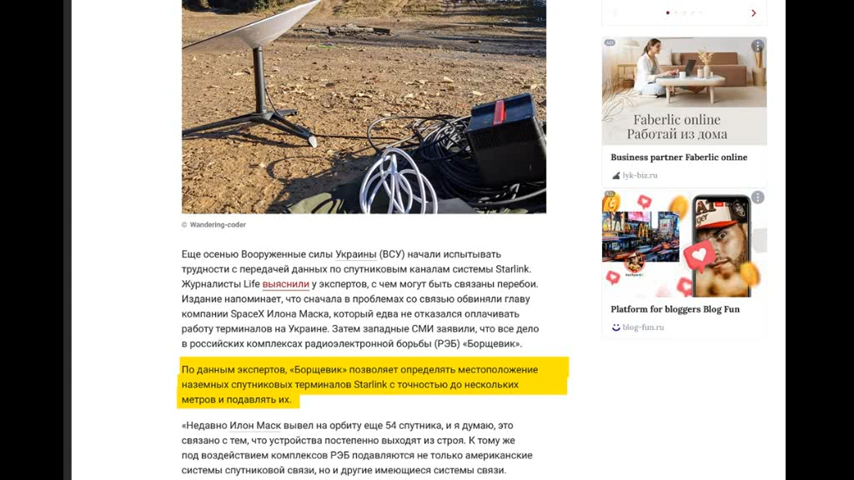 © Wandering-coder
Еще осенью Вооруженные силы Украины (ВСУ) начали испытывать
трудности с передачей данных по спутниковым каналам системы Starlink.
Журналисты Life выяснили у экспертов, с чем могут быть связаны перебои.
Издание напоминает, что сначала в проблемах со связью обвиняли главу
компании SpaceX Илона Маска, который едва не отказался оплачивать
работу терминалов на Украине. Затем западные СМИ заявили, что все дело
в российских комплексах радиоэлектронной борьбы (РЭБ) «Борщевик».
По данным экспертов, «Борщевик» позволяет определять местоположение
наземных спутниковых терминалов Starlink с точностью до нескольких
метров и подавлять их.
«Недавно Илон Маск вывел на орбиту еще 54 спутника, и я думаю, это
связано с тем, что устройства постепенно выходят из строя. К тому же
под воздействием комплексов РЭБ подавляются не только американские
системы спутниковой связи, но и другие имеющиеся системы связи.
Faberlic online
Работай из дома
Business partner Faberlic online
lyk-biz.ru
Platform for bloggers Blog Fun
blog-fun.ru